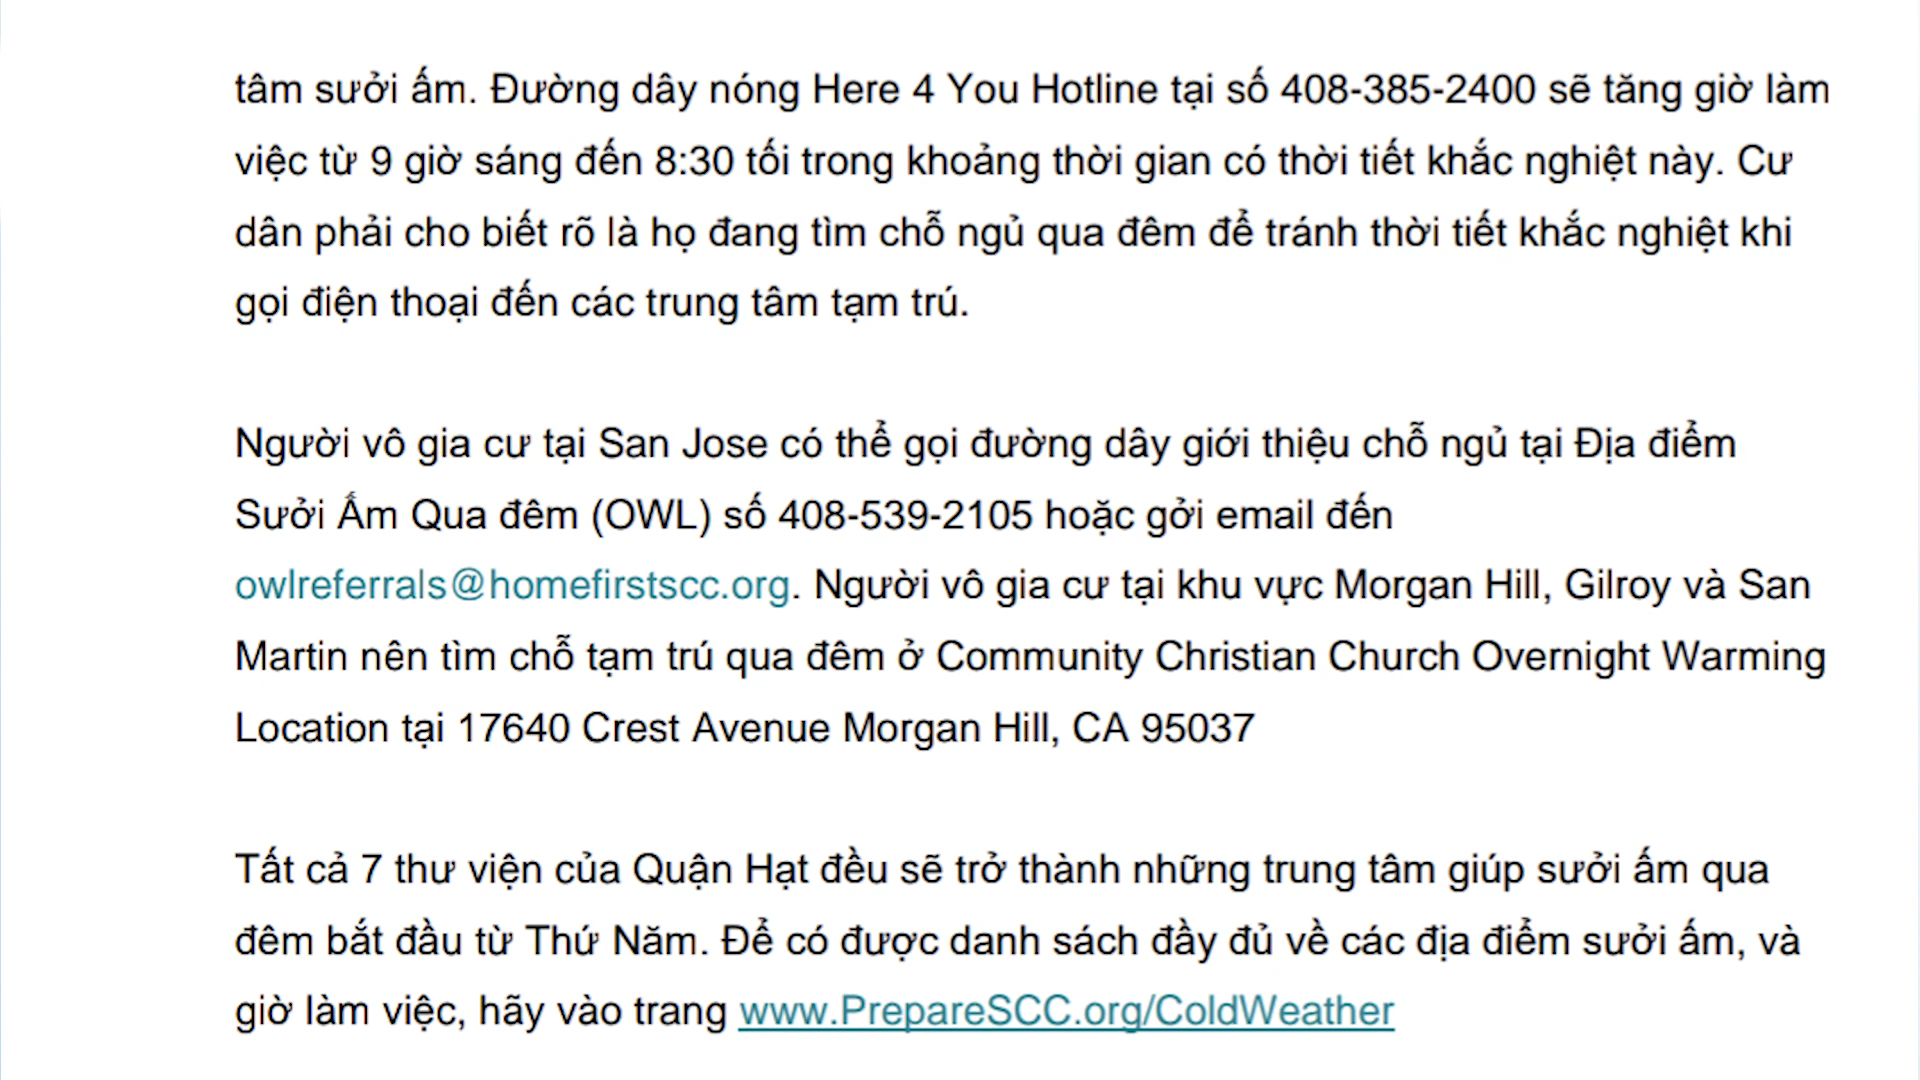 tâm sưởi ấm. Đường dây nóng Here 4 You Hotline tại số 408-385-2400 sẽ tăng giờ làm
việc từ 9 giờ sáng đến 8:30 tối trong khoảng thời gian có thời tiết khắc nghiệt này. Cư
dân phải cho biết rõ là họ đang tìm chỗ ngủ qua đêm để tránh thời tiết khắc nghiệt khi
gọi điện thoại đến các trung tâm tạm trú.
Người vô gia cư tại San Jose có thể gọi đường dây giới thiệu chỗ ngủ tại Địa điểm
Sưởi Ấm Qua đêm (OWL) số 408-539-2105 hoặc gởi email đến
owlreferrals@homefirstscc.org. Người vô gia cư tại khu vực Morgan Hill, Gilroy và San
Martin nên tìm chỗ tạm trú qua đêm ở Community Christian Church Overnight Warming
Location tại 17640 Crest Avenue Morgan Hill, CA 95037
Tất cả 7 thư viện của Quận Hạt đều sẽ trở thành những trung tâm giúp sưởi ấm qua
đêm bắt đầu từ Thứ Năm. Để có được danh sách đầy đủ về các địa điểm sưởi ấm, và
giờ làm việc, hãy vào trang www.PrepareSCC.org/ColdWeather